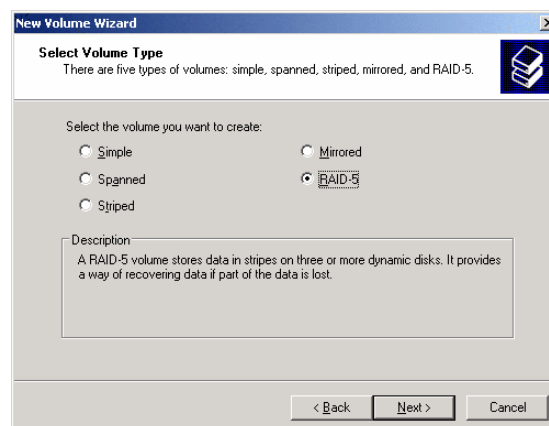 New Volume Wizard
Select Volume Type
There are five types of volumes: simple, spanned, striped, mirrored, and RAID-5.
Select the volume you want to create:
Simple
Mirrored
Spanned
RAID-5
Striped
Description
A RAID-5 volume stores data in stripes on three or more dynamic disks. It provides
a way of recovering data if part of the data is lost.
< Back
Next >
Cancel